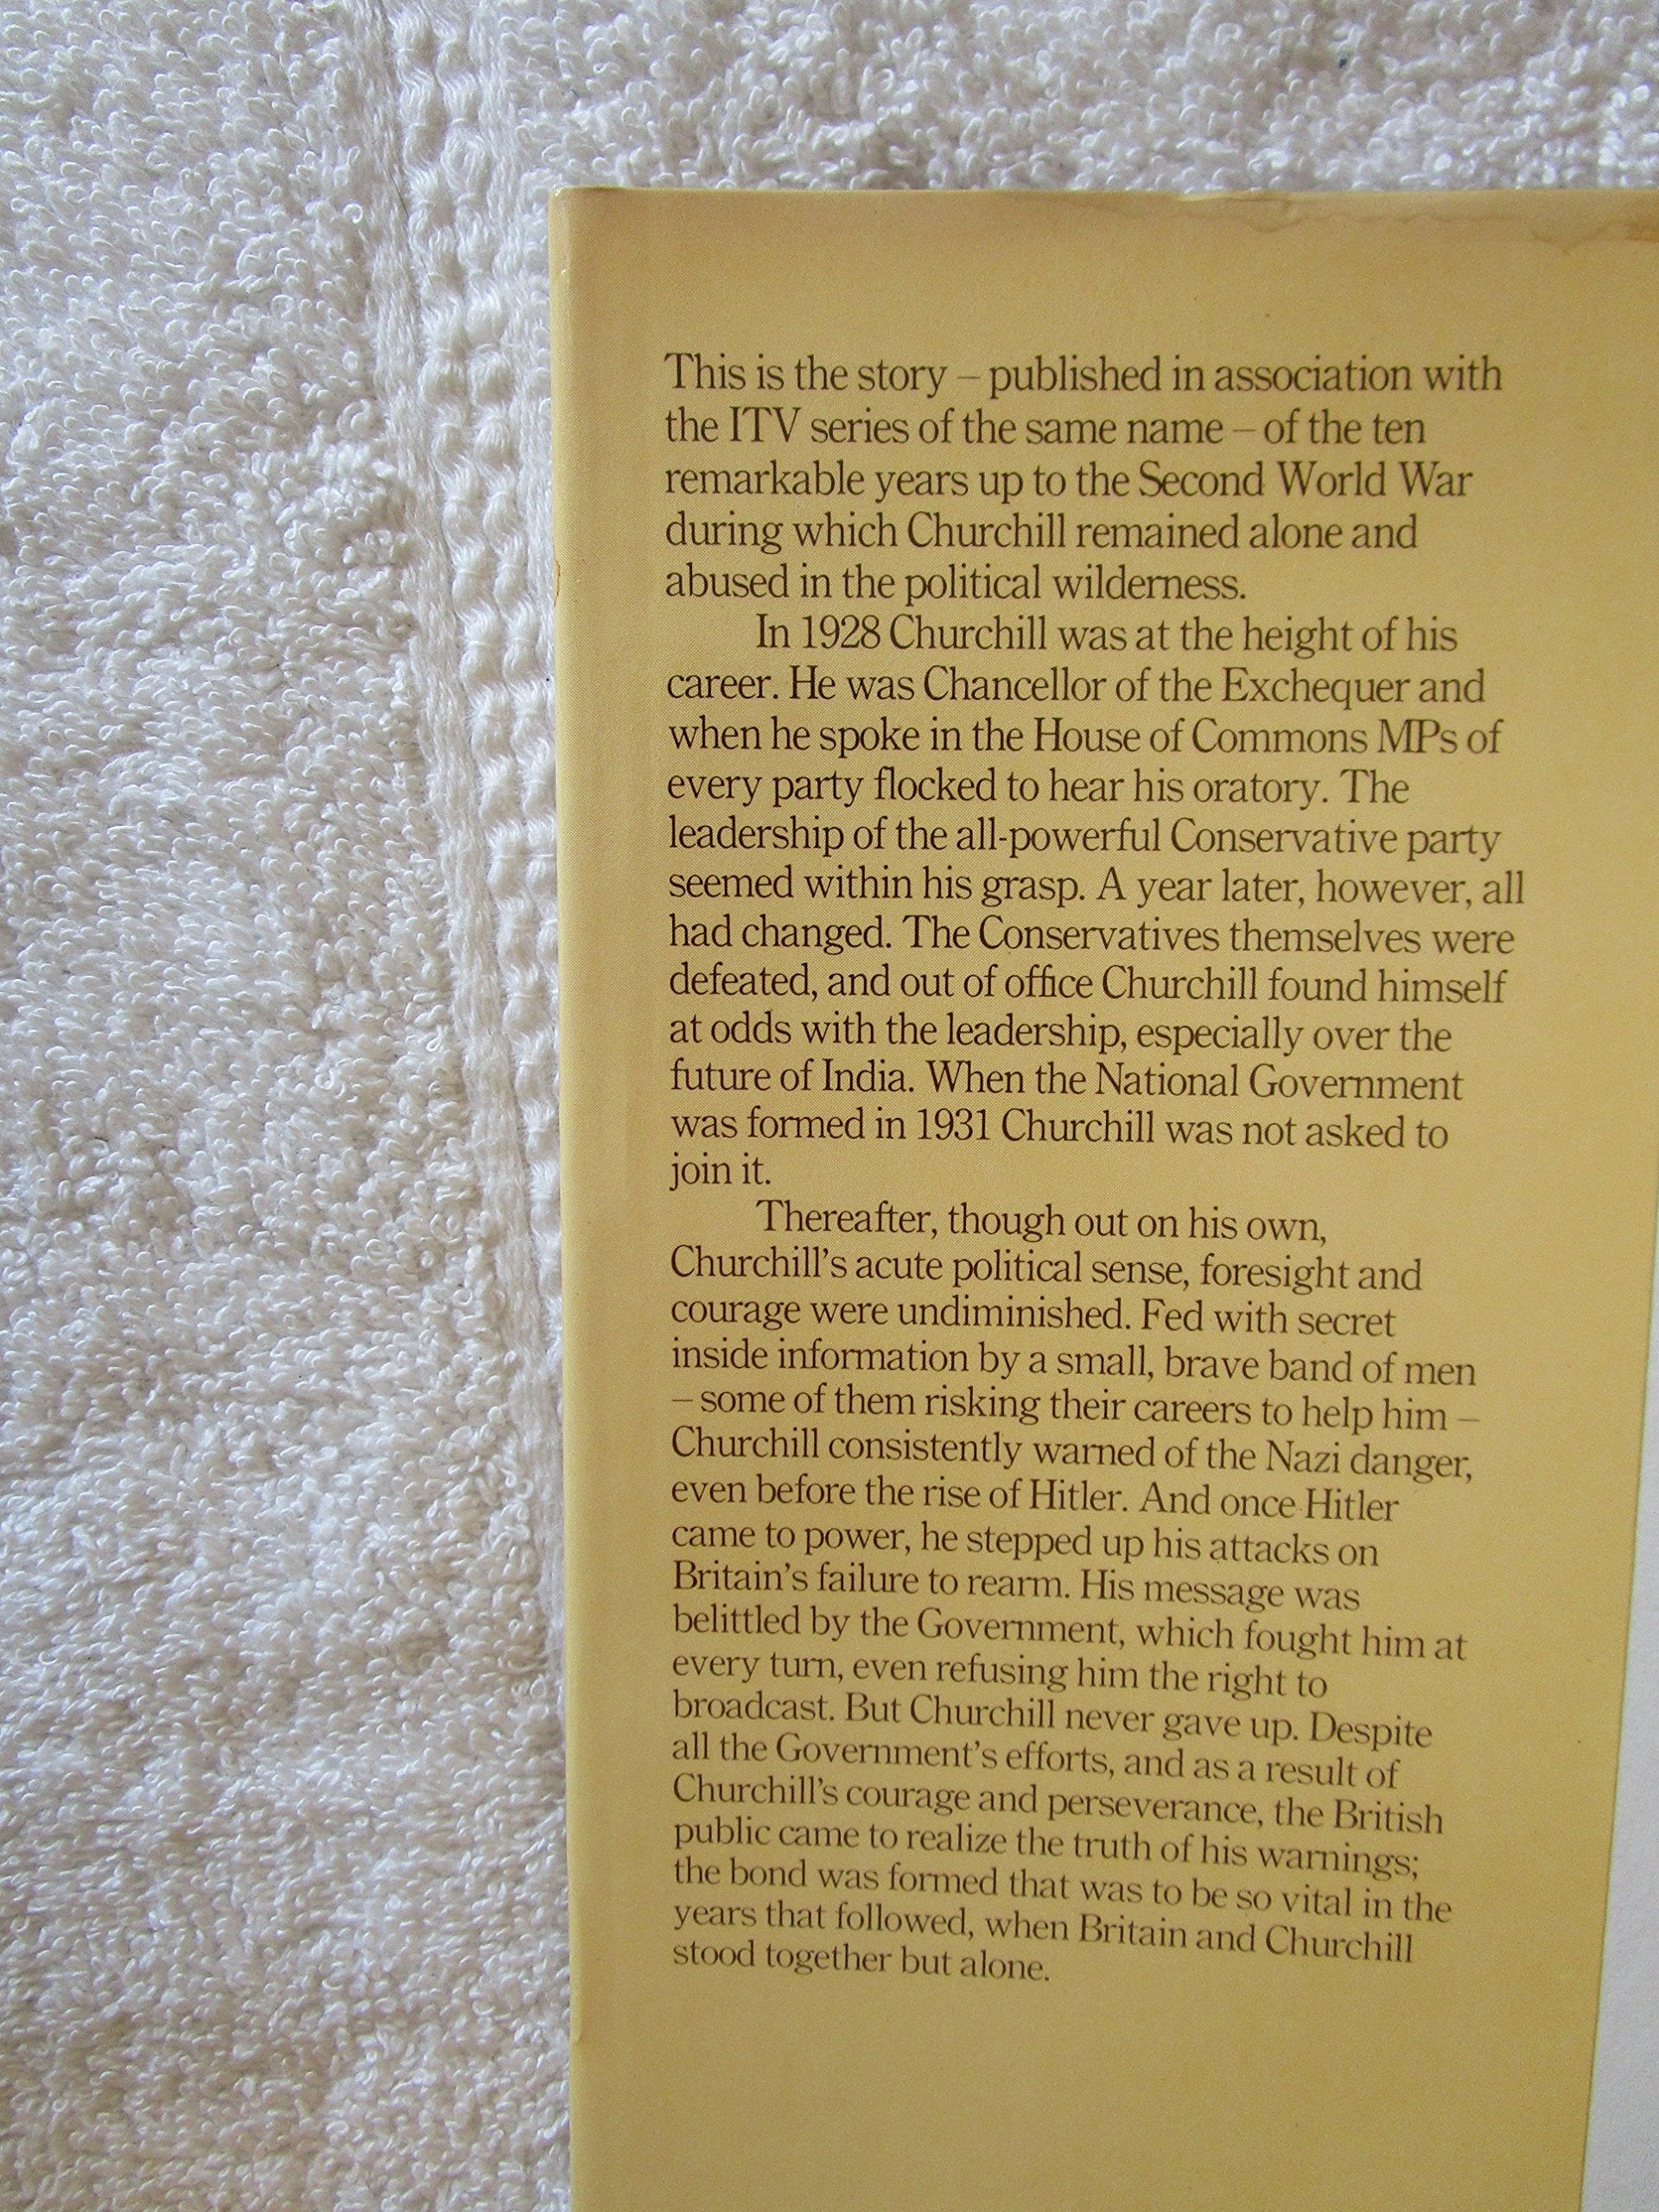 This is the story – published in association with
the ITV series of the same name – of the ten
remarkable years up to the Second World War
during which Churchill remained alone and
abused in the political wilderness.
In 1928 Churchill was at the height of his
career. He was Chancellor of the Exchequer and
when he spoke in the House of Commons MPs of
every party flocked to hear his oratory. The
leadership of the all-powerful Conservative party
seemed within his grasp. A year later, however, all
had changed. The Conservatives themselves were
defeated, and out of office Churchill found himself
at odds with the leadership, especially over the
future of India. When the National Government
was formed in 1931 Churchill was not asked to
join it.
Thereafter, though out on his own,
Churchill's acute political sense, foresight and
courage were undiminished. Fed with secret
inside information by a small, brave band of men
– some of them risking their careers to help him –
Churchill consistently warned of the Nazi danger,
even before the rise of Hitler. And once Hitler
came to power, he stepped up his attacks on
Britain's failure to rearm. His message was
belittled by the Government, which fought him at
every turn, even refusing him the right to
broadcast. But Churchill never gave up. Despite
all the Government's efforts, and as a result of
Churchill's courage and perseverance, the British
public came to realize the truth of his warnings;
the bond was formed that was to be so vital in the
years that followed, when Britain and Churchill
stood together but alone.